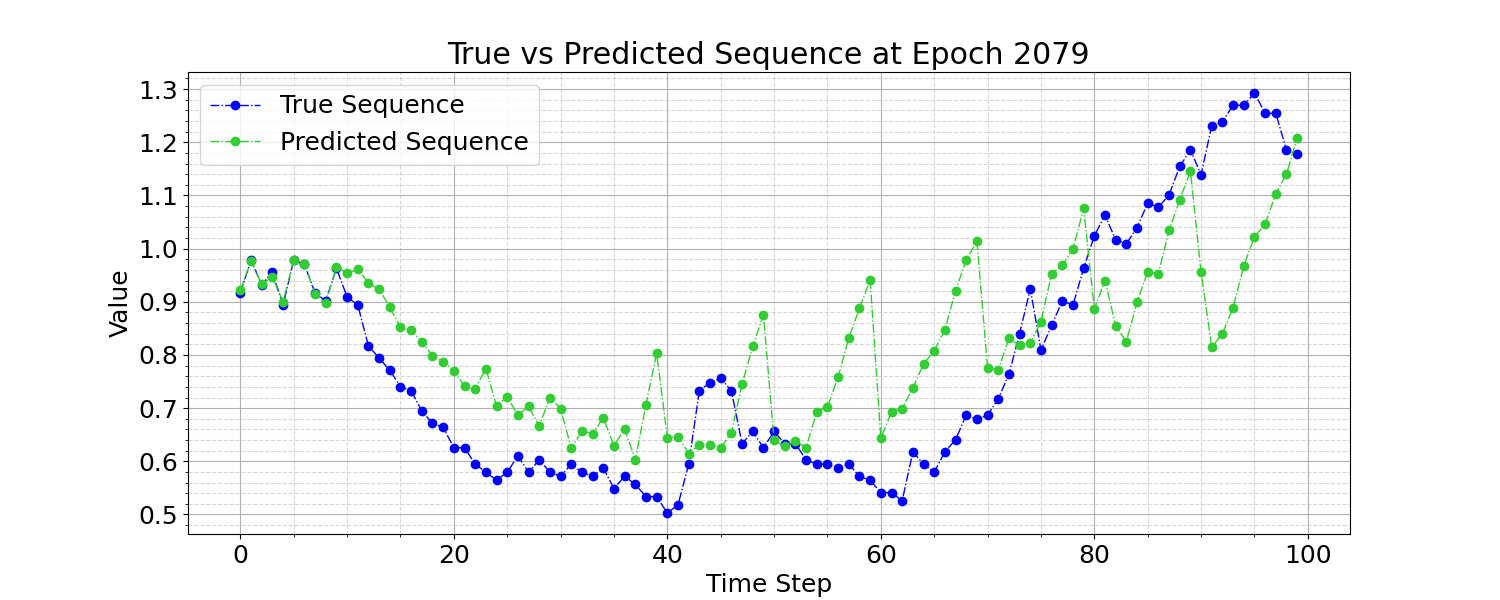 True vs Predicted Sequence at Epoch 2079
True Sequence
Predicted Sequence
1.3
1.2
1.1
1.0
0.9
0.8
0.7
0.6
0.5
Value
0 20 40 60 80 100
Time Step